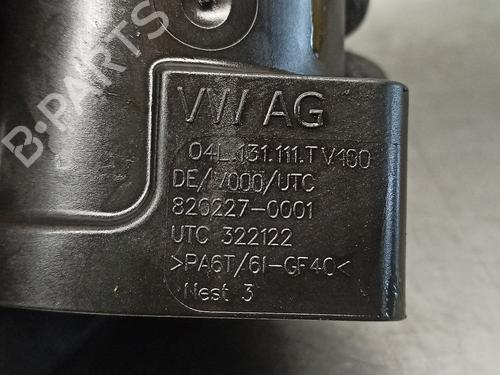 B·PARTS
VW AG
04L.131.111.T V100
DE/V000/UTC
820227-0001
UTC 322122
>PA6T/6I-GF40<
Nest 3